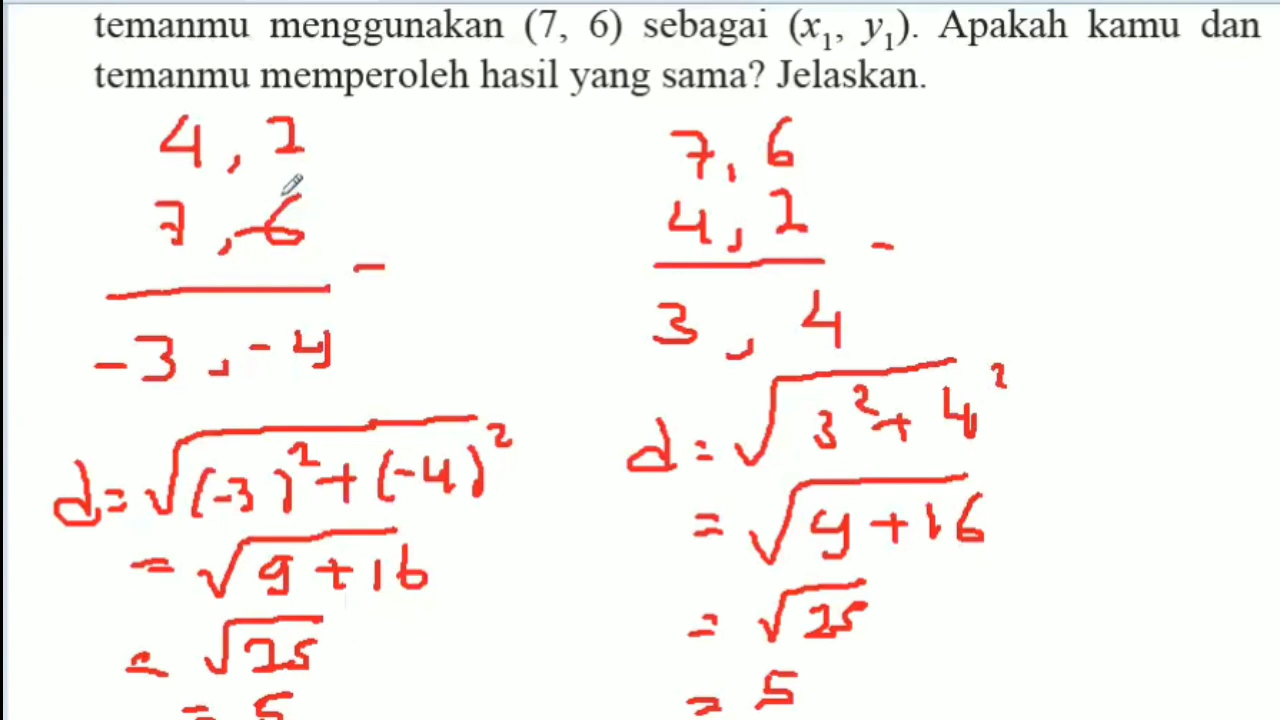 temanmu menggunakan (7, 6) sebagai (x₁, y₁). Apakah kamu dan
temanmu memperoleh hasil yang sama? Jelaskan.
4, 2
7, 6
-
-3, -4
d = √(-3)² + (-4)²
= √9 + 16
= √25
= 5
7, 6
4, 2
-
3, 4
d = √3² + 4²
= √9 + 16
= √25
= 5